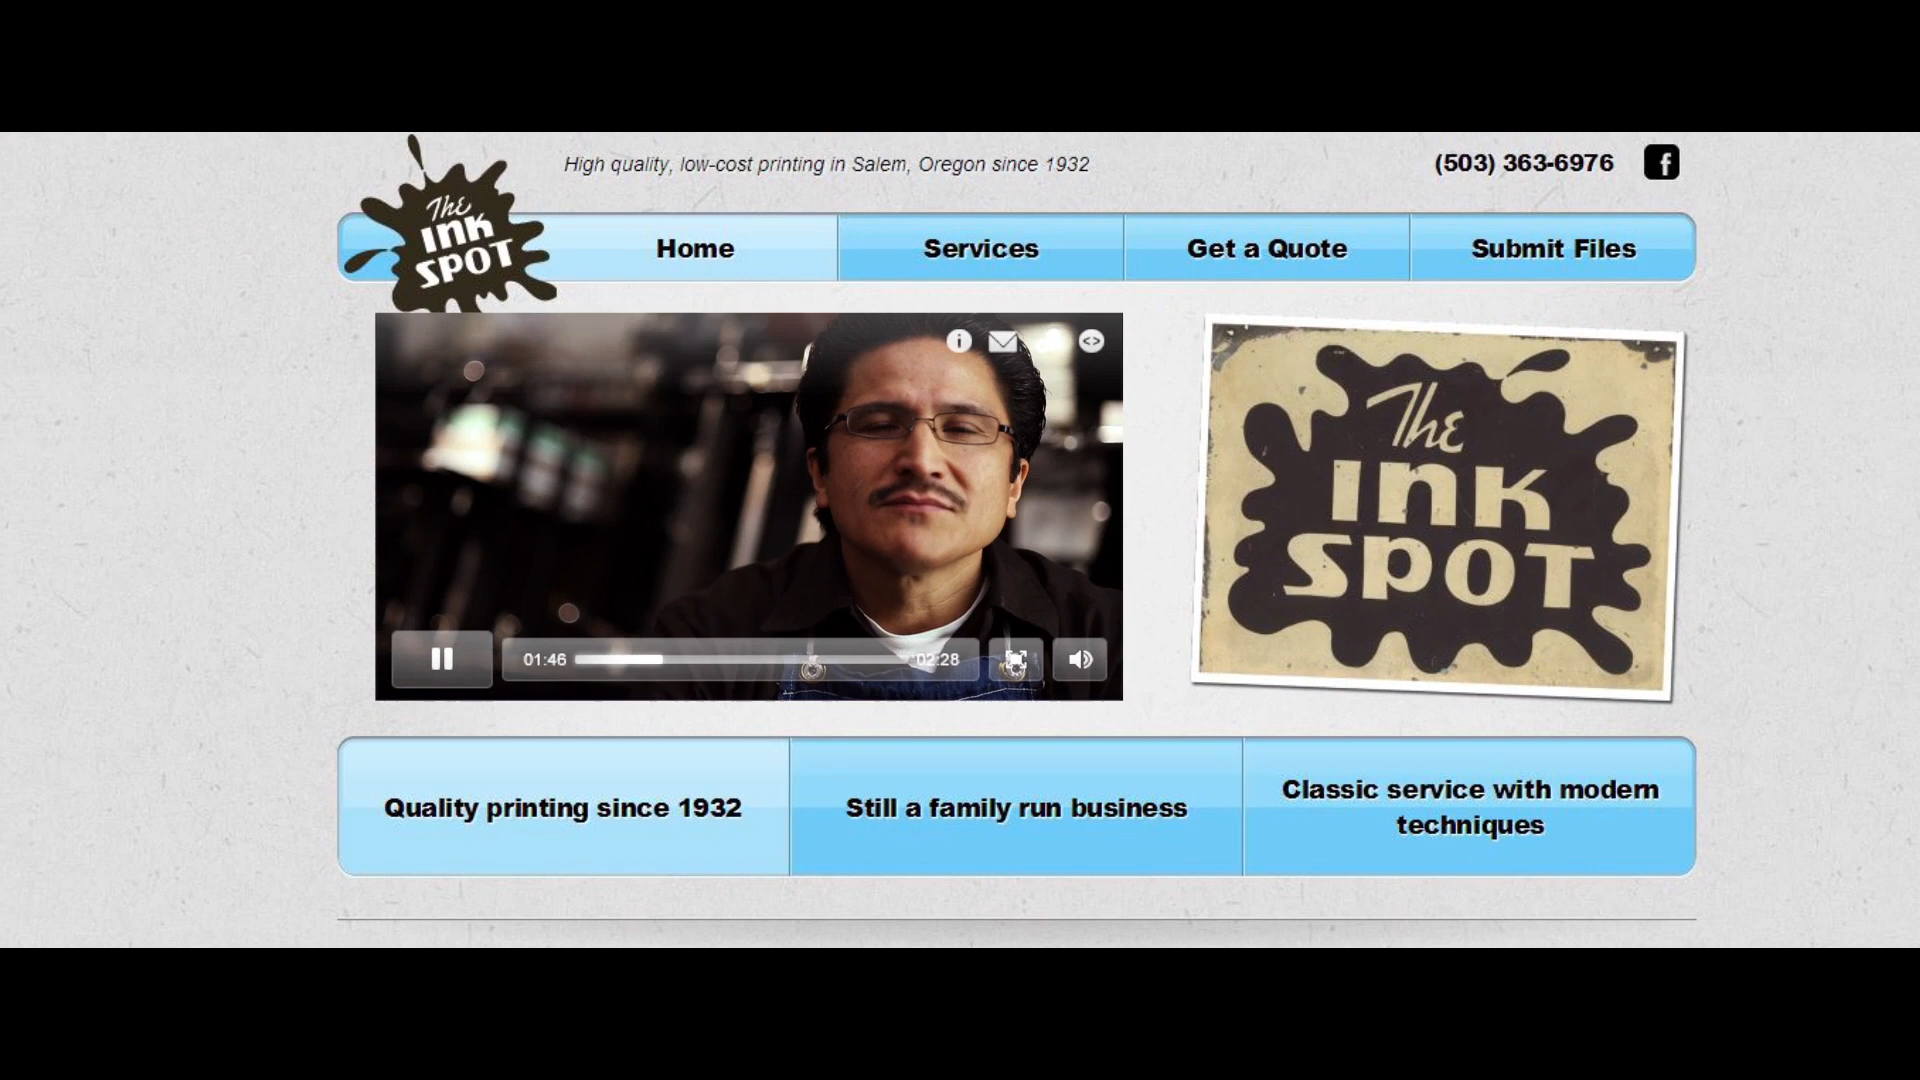 High quality, low-cost printing in Salem, Oregon since 1932
(503) 363-6976
f
The
Ink
SPOT
Home
Services
Get a Quote
Submit Files
i
<>
The
Ink
SPOT
01:46
02:28
Quality printing since 1932
Still a family run business
Classic service with modern
techniques